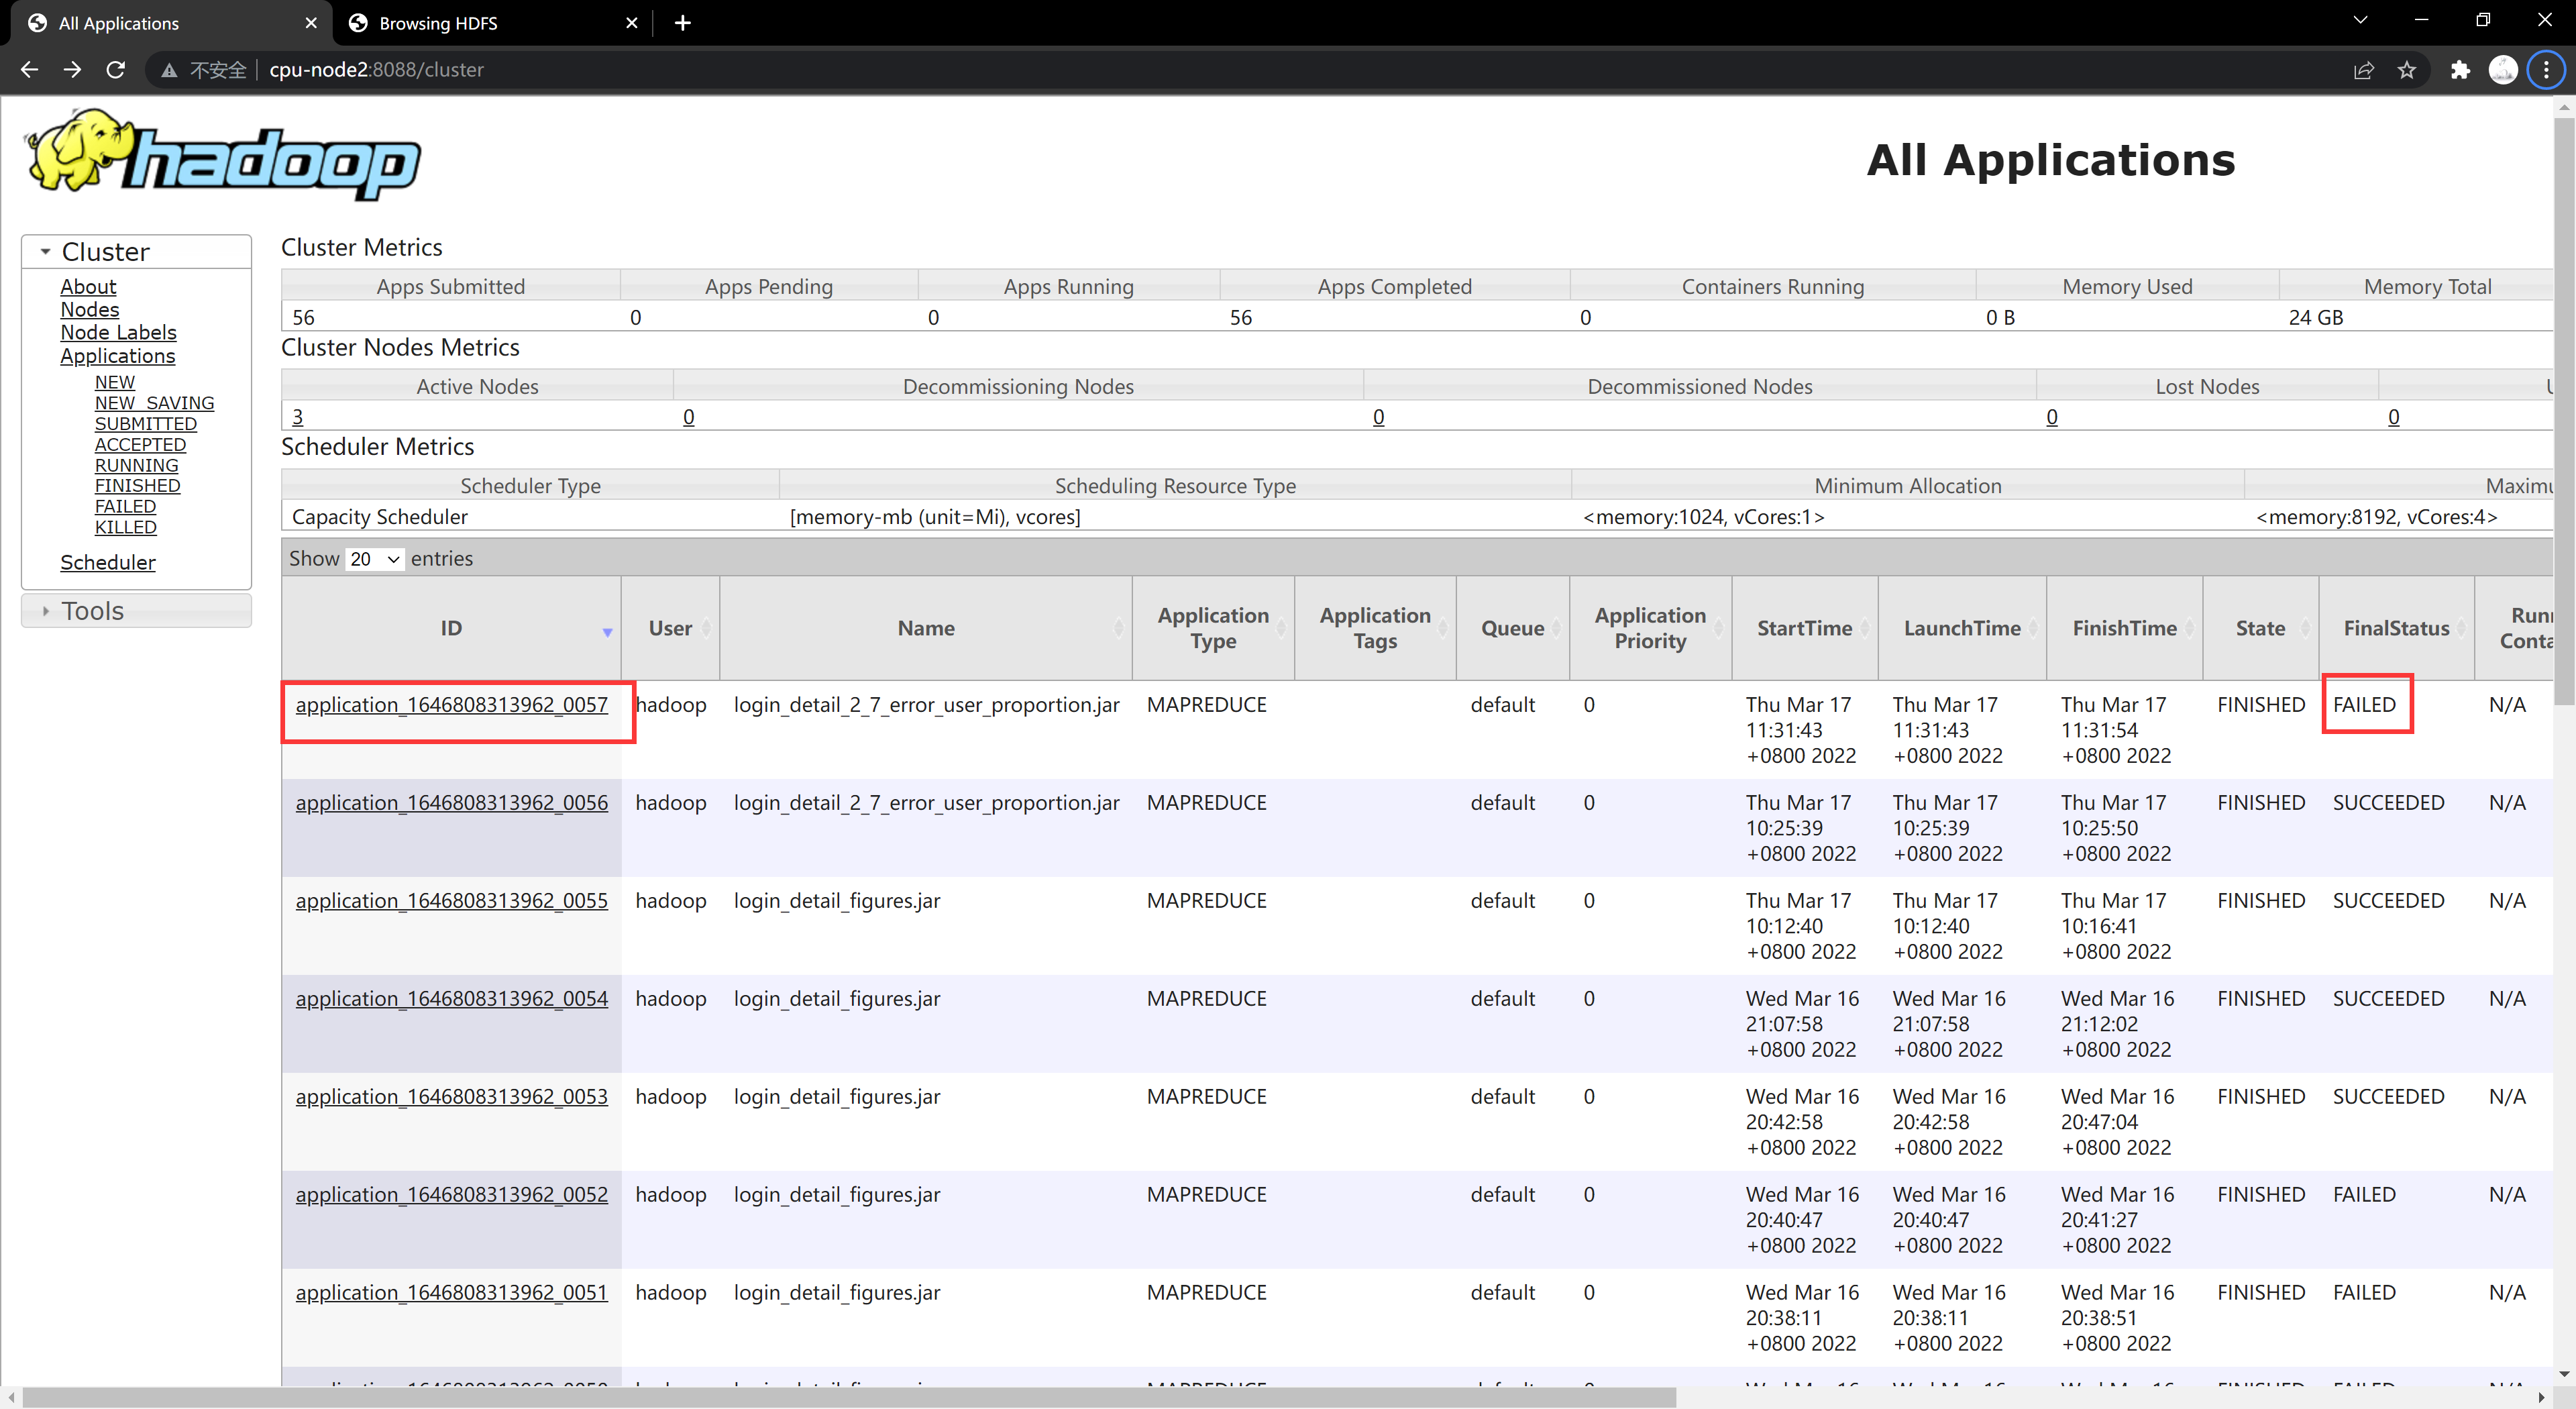 All Applications
Browsing HDFS
不安全 cpu-node2:8088/cluster
hadoop
All Applications
Cluster
About
Nodes
Node Labels
Applications
NEW
NEW_SAVING
SUBMITTED
ACCEPTED
RUNNING
FINISHED
FAILED
KILLED
Scheduler
Tools
Cluster Metrics
Apps Submitted Apps Pending Apps Running Apps Completed Containers Running Memory Used Memory Total
56 0 0 56 0 0 B 24 GB
Cluster Nodes Metrics
Active Nodes Decommissioning Nodes Decommissioned Nodes Lost Nodes
3 0 0 0 0
Scheduler Metrics
Scheduler Type Scheduling Resource Type Minimum Allocation Maximu
Capacity Scheduler [memory-mb (unit=Mi), vcores] <memory:1024, vCores:1> <memory:8192, vCores:4>
Show 20 entries
ID User Name Application Type Application Tags Queue Application Priority StartTime LaunchTime FinishTime State FinalStatus Runn Conta
application_1646808313962_0057 hadoop login_detail_2_7_error_user_proportion.jar MAPREDUCE default 0 Thu Mar 17 Thu Mar 17 Thu Mar 17 FINISHED FAILED N/A
11:31:43 11:31:43 11:31:54
+0800 2022 +0800 2022 +0800 2022
application_1646808313962_0056 hadoop login_detail_2_7_error_user_proportion.jar MAPREDUCE default 0 Thu Mar 17 Thu Mar 17 Thu Mar 17 FINISHED SUCCEEDED N/A
10:25:39 10:25:39 10:25:50
+0800 2022 +0800 2022 +0800 2022
application_1646808313962_0055 hadoop login_detail_figures.jar MAPREDUCE default 0 Thu Mar 17 Thu Mar 17 Thu Mar 17 FINISHED SUCCEEDED N/A
10:12:40 10:12:40 10:16:41
+0800 2022 +0800 2022 +0800 2022
application_1646808313962_0054 hadoop login_detail_figures.jar MAPREDUCE default 0 Wed Mar 16 Wed Mar 16 Wed Mar 16 FINISHED SUCCEEDED N/A
21:07:58 21:07:58 21:12:02
+0800 2022 +0800 2022 +0800 2022
application_1646808313962_0053 hadoop login_detail_figures.jar MAPREDUCE default 0 Wed Mar 16 Wed Mar 16 Wed Mar 16 FINISHED SUCCEEDED N/A
20:42:58 20:42:58 20:47:04
+0800 2022 +0800 2022 +0800 2022
application_1646808313962_0052 hadoop login_detail_figures.jar MAPREDUCE default 0 Wed Mar 16 Wed Mar 16 Wed Mar 16 FINISHED FAILED N/A
20:40:47 20:40:47 20:41:27
+0800 2022 +0800 2022 +0800 2022
application_1646808313962_0051 hadoop login_detail_figures.jar MAPREDUCE default 0 Wed Mar 16 Wed Mar 16 Wed Mar 16 FINISHED FAILED N/A
20:38:11 20:38:11 20:38:51
+0800 2022 +0800 2022 +0800 2022